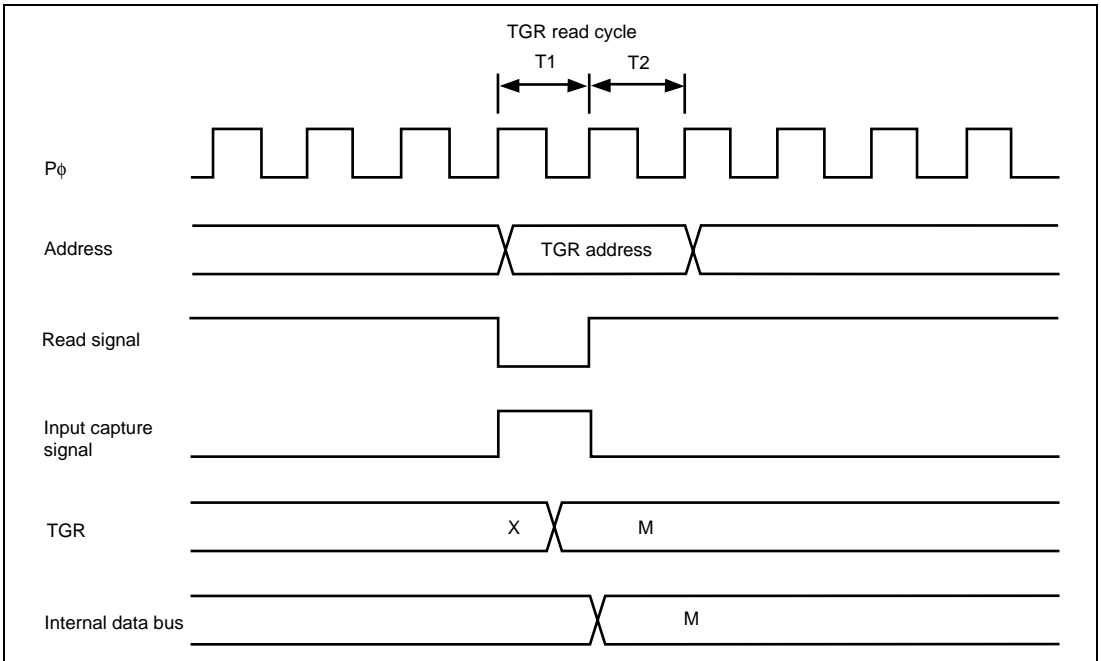 TGR read cycle
T1 T2
Pϕ
Address
TGR address
Read signal
Input capture
signal
TGR
X M
Internal data bus
M